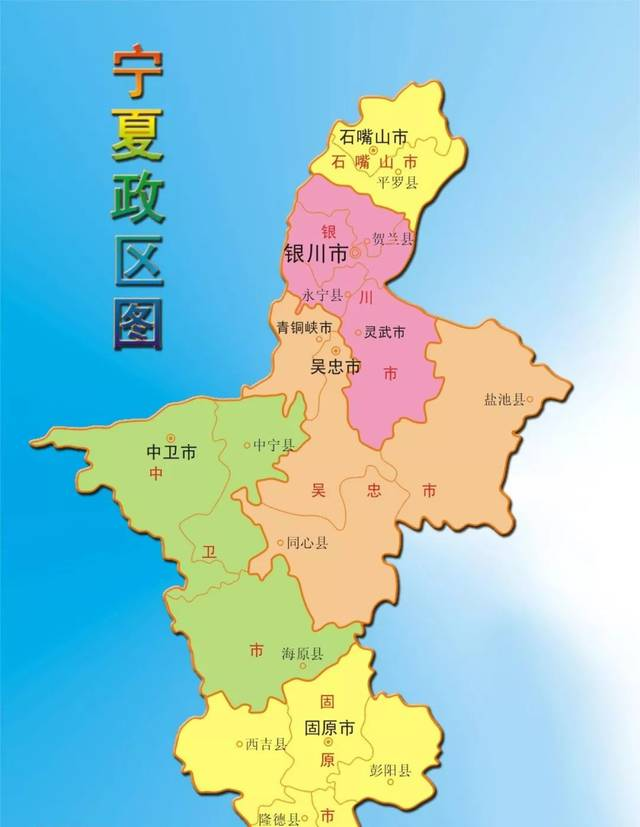 宁夏政区图
石嘴山市
石嘴山市
平罗县
银
贺兰县
银川市
永宁县
川
青铜峡市
灵武市
吴忠市
市
盐池县
中宁县
中卫市
中
吴忠市
同心县
卫
市
海原县
固
固原市
西吉县
原
彭阳县
隆德县
市